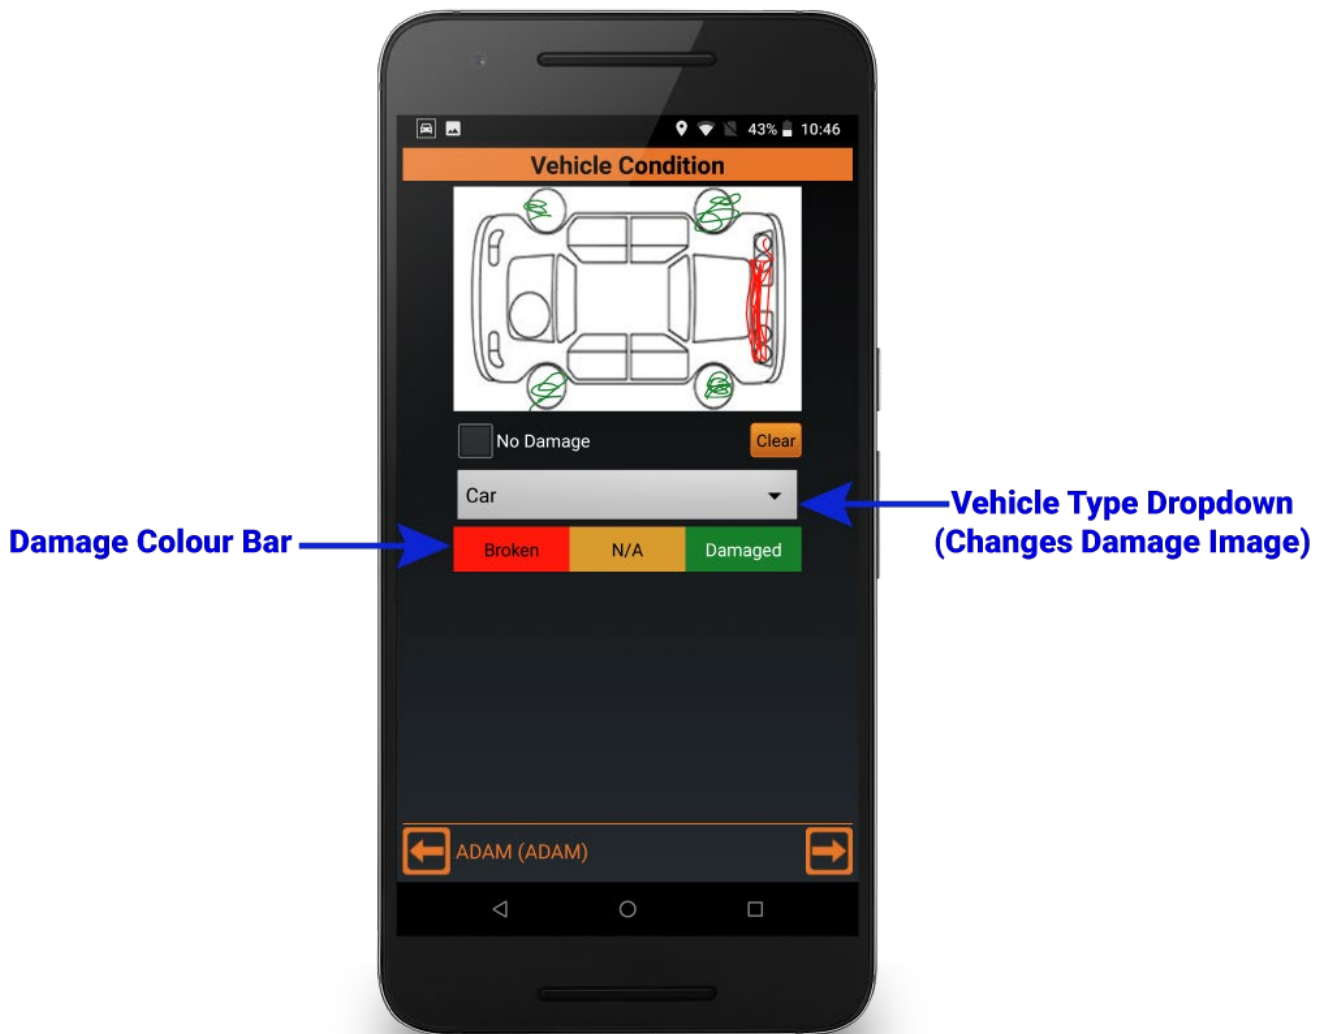 43% 10:46
Vehicle Condition
No Damage
Clear
Car
Vehicle Type Dropdown
(Changes Damage Image)
Damage Colour Bar
Broken
N/A
Damaged
ADAM (ADAM)